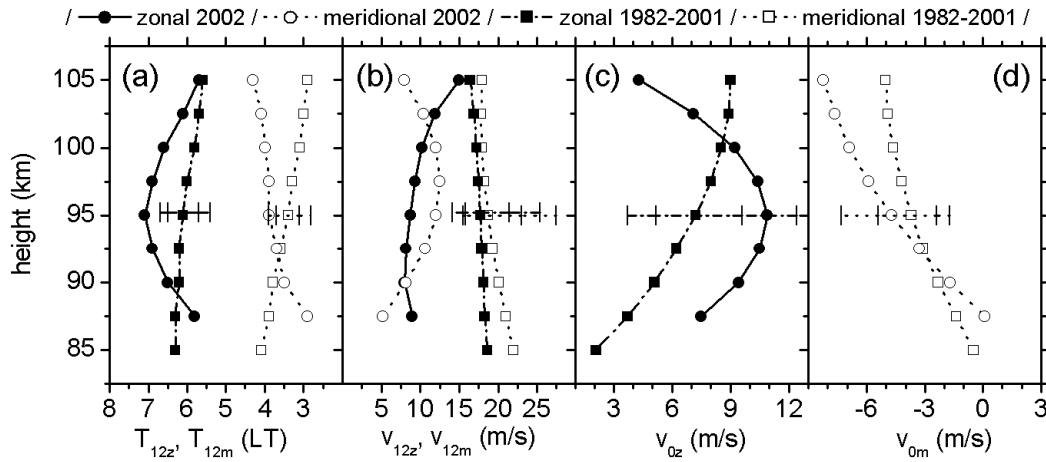 / zonal 2002 / meridional 2002 / zonal 1982-2001 / meridional 1982-2001 /
(a) (b) (c) (d)
105
100
95
90
85
height (km)
8 7 6 5 4 3 5 10 15 20 25 3 6 9 12 -6 -3 0 3
T12z, T12m (LT) v12z, v12m (m/s) v0z (m/s) v0m (m/s)